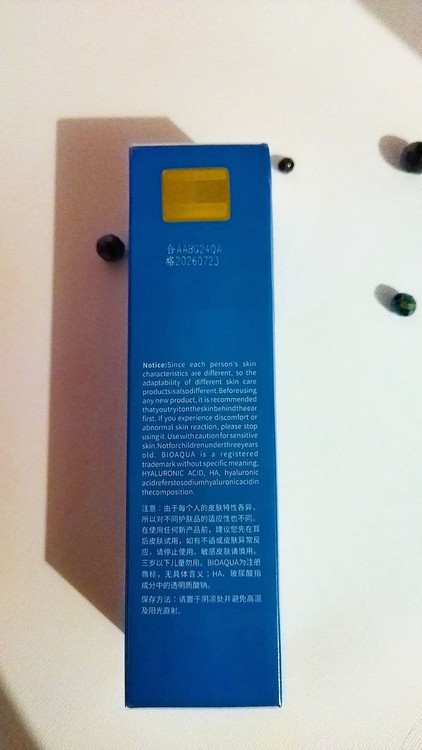 合AABG24QA
格20260723
Notice:Since each person's skin
characteristics are different, so the
adaptability of different skin care
productsisalsodifferent.Beforeusing
any new product, it is recommended
thatyoutryitontheskinbehindtheear
first. If you experience discomfort or
abnormal skin reaction, please stop
using it. Use with caution for sensitive
skin.Notforchildrenunderthreeyears
old. BIOAQUA is a registered
trademark without specific meaning;
HYALURONIC ACID, HA, hyaluronic
acidreferstosodiumhyaluronicacidin
thecomposition.
注意：由于每个人的皮肤特性各异，
所以对不同护肤品的适应性也不同。
在使用任何新产品前，建议您先在耳
后皮肤试用，如有不适或皮肤异常反
应，请停止使用。敏感皮肤请慎用。
三岁以下儿童勿用。BIOAQUA为注册
商标，无具体含义；HA、玻尿酸指
成分中的透明质酸钠。
保存方法：请置于阴凉处并避免高温
及阳光直射。